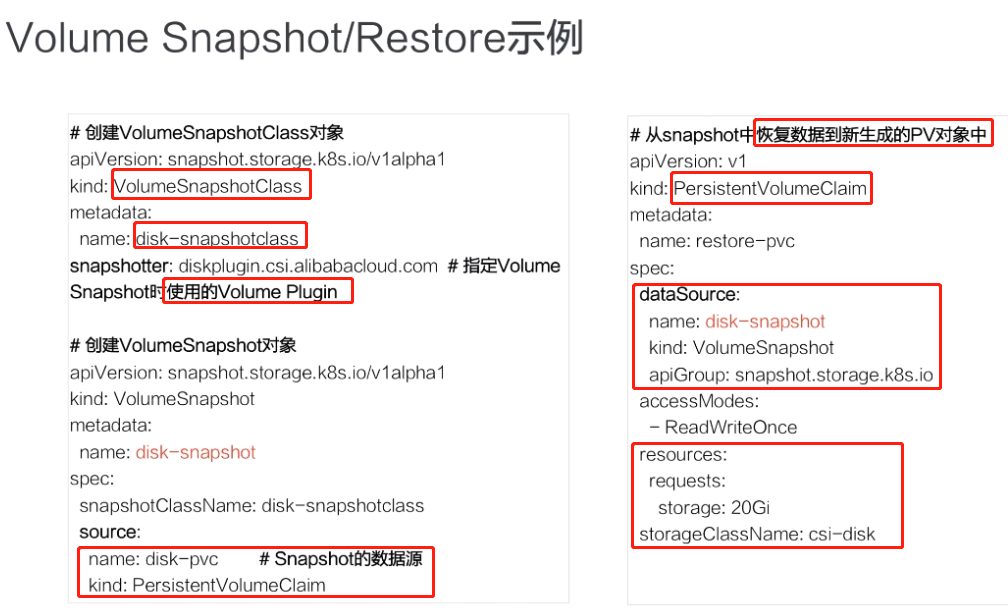 Volume Snapshot/Restore示例
# 创建VolumeSnapshotClass对象
apiVersion: snapshot.storage.k8s.io/v1alpha1
kind: VolumeSnapshotClass
metadata:
  name: disk-snapshotclass
snapshotter: diskplugin.csi.alibabacloud.com  # 指定Volume
Snapshot时使用的Volume Plugin

# 创建VolumeSnapshot对象
apiVersion: snapshot.storage.k8s.io/v1alpha1
kind: VolumeSnapshot
metadata:
  name: disk-snapshot
spec:
  snapshotClassName: disk-snapshotclass
  source:
   name: disk-pvc  # Snapshot的数据源
   kind: PersistentVolumeClaim

# 从snapshot中恢复数据到新生成的PV对象中
apiVersion: v1
kind: PersistentVolumeClaim
metadata:
  name: restore-pvc
spec:
  dataSource:
    name: disk-snapshot
    kind: VolumeSnapshot
    apiGroup: snapshot.storage.k8s.io
  accessModes:
    - ReadWriteOnce
  resources:
    requests:
      storage: 20Gi
  storageClassName: csi-disk